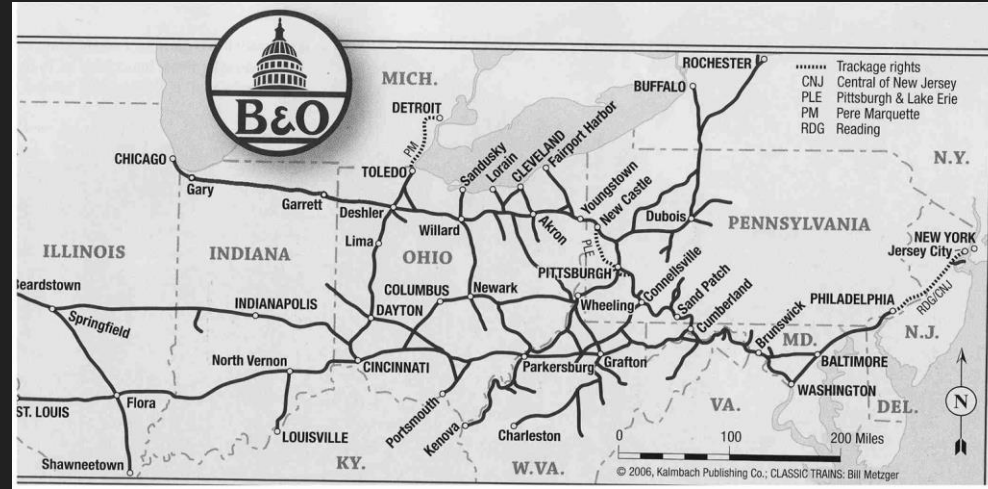 B&O
MICH.
DETROIT
PM
TOLEDO
Sandusky
Lorain
CLEVELAND
Fairport Harbor
BUFFALO
ROCHESTER
Trackage rights
CNJ Central of New Jersey
PLE Pittsburgh & Lake Erie
PM Pere Marquette
RDG Reading
N.Y.
CHICAGO
Gary
Garrett
Deshler
Willard
Akron
Youngstown
New Castle
Dubois
PENNSYLVANIA
NEW YORK
Jersey City
Lima
ILLINOIS
INDIANA
OHIO
PLE
PITTSBURGH
Connellsville
Sand Patch
Cumberland
Brunswick
PHILADELPHIA
RDG/CNJ
N.J.
Beardstown
Springfield
INDIANAPOLIS
COLUMBUS
Newark
DAYTON
Wheeling
MD.
BALTIMORE
North Vernon
CINCINNATI
Parkersburg
Grafton
WASHINGTON
DEL.
ST. LOUIS
Flora
LOUISVILLE
Portsmouth
Kenova
Charleston
VA.
N
Shawneetown
KY.
W.VA.
0 100 200 Miles
© 2006, Kalmbach Publishing Co.; CLASSIC TRAINS: Bill Metzger